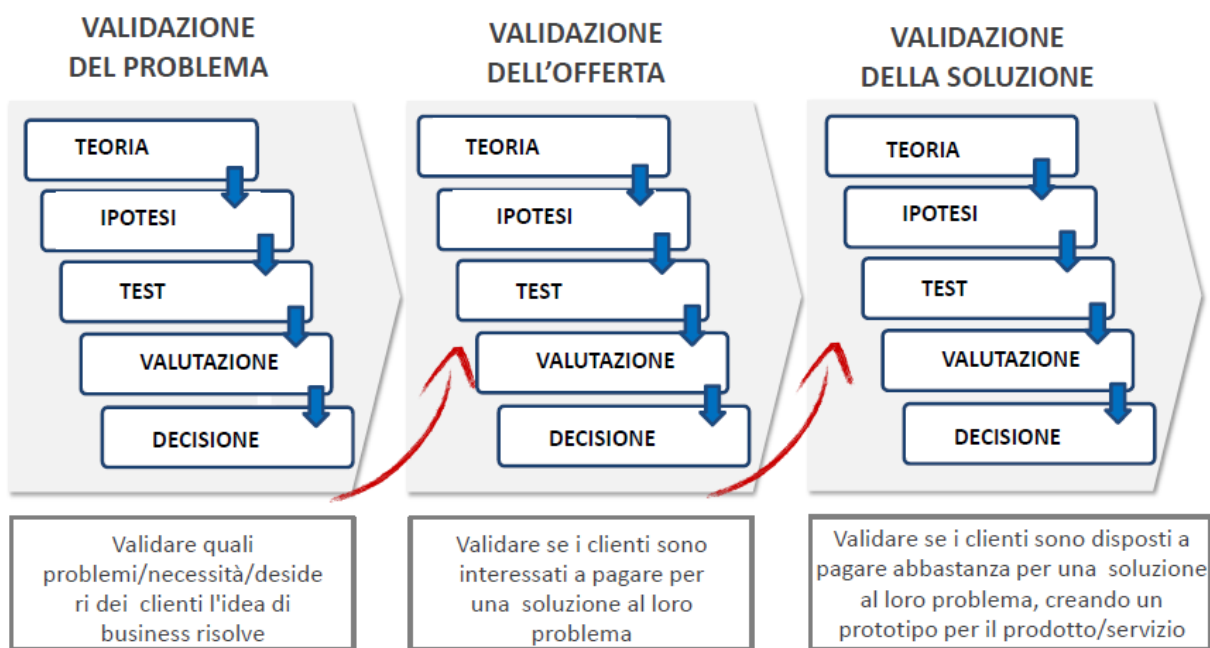 VALIDAZIONE
DEL PROBLEMA
TEORIA
IPOTESI
TEST
VALUTAZIONE
DECISIONE
Validare quali
problemi/necessità/deside
ri dei clienti l'idea di
business risolve
VALIDAZIONE
DELL’OFFERTA
TEORIA
IPOTESI
TEST
VALUTAZIONE
DECISIONE
Validare se i clienti sono
interessati a pagare per
una soluzione al loro
problema
VALIDAZIONE
DELLA SOLUZIONE
TEORIA
IPOTESI
TEST
VALUTAZIONE
DECISIONE
Validare se i clienti sono disposti a
pagare abbastanza per una soluzione
al loro problema, creando un
prototipo per il prodotto/servizio